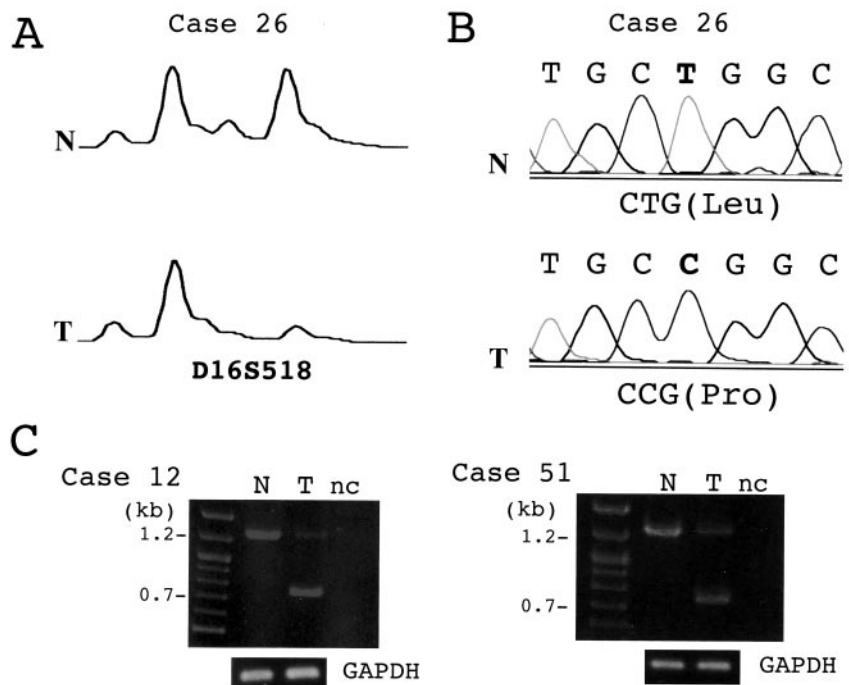 A
Case 26
N
T
D16S518
B
Case 26
T G C T G G C
N
CTG(Leu)
T G C C G G C
T
CCG(Pro)
C
Case 12
N T nc
(kb)
1.2-
0.7-
GAPDH
Case 51
N T nc
(kb)
1.2-
0.7-
GAPDH